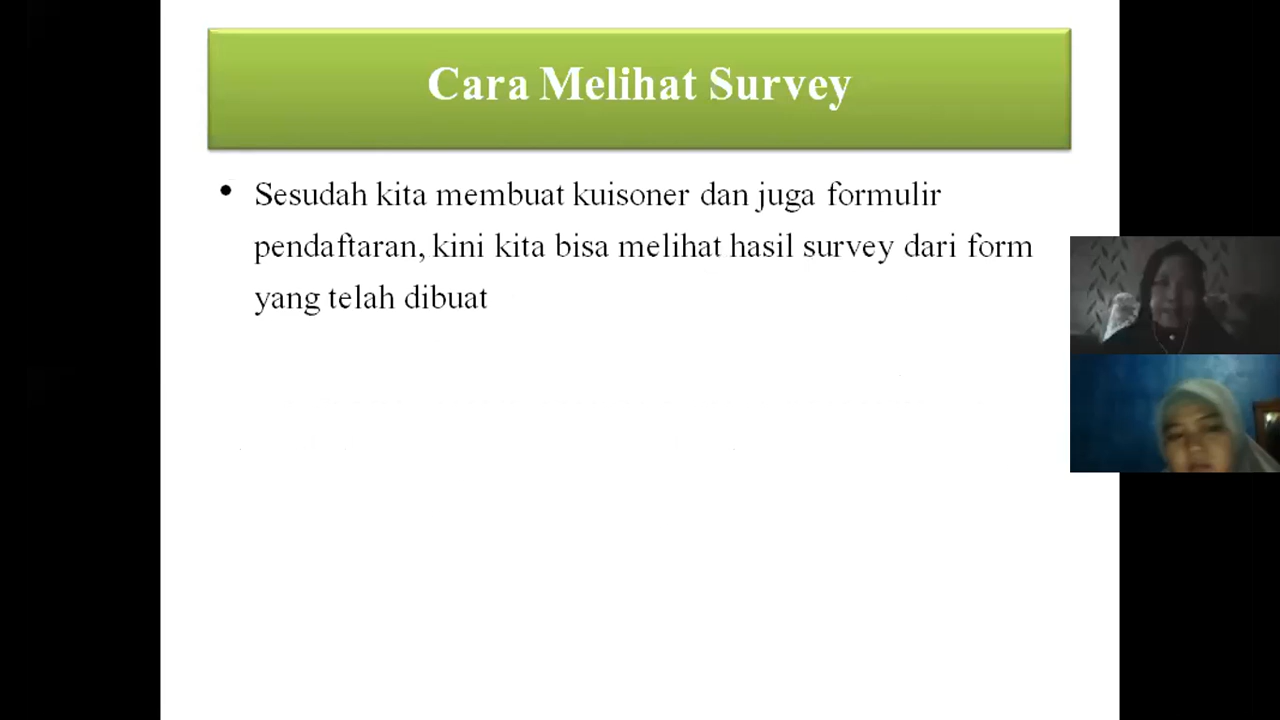 Cara Melihat Survey
• Sesudah kita membuat kuisoner dan juga formulir
pendaftaran, kini kita bisa melihat hasil survey dari form
yang telah dibuat